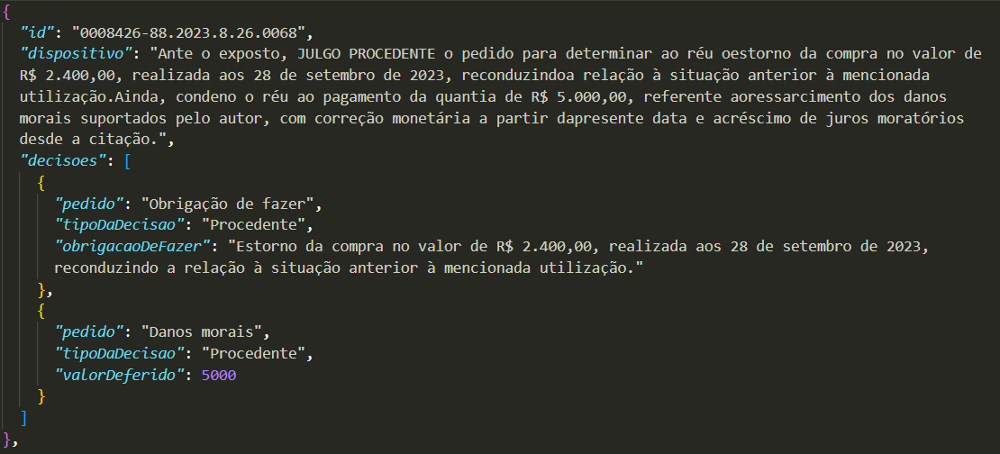 {
"id": "0008426-88.2023.8.26.0068",
"dispositivo": "Ante o exposto, JULGO PROCEDENTE o pedido para determinar ao réu oestorno da compra no valor de
R$ 2.400,00, realizada aos 28 de setembro de 2023, reconduzindoa relação à situação anterior à mencionada
utilização.Ainda, condeno o réu ao pagamento da quantia de R$ 5.000,00, referente aoressarcimento dos danos
morais suportados pelo autor, com correção monetária a partir dapresente data e acréscimo de juros moratórios
desde a citação.",
"decisoes": [
{
"pedido": "Obrigação de fazer",
"tipoDaDecisao": "Procedente",
"obrigacaoDeFazer": "Estorno da compra no valor de R$ 2.400,00, realizada aos 28 de setembro de 2023,
reconduzindo a relação à situação anterior à mencionada utilização."
},
{
"pedido": "Danos morais",
"tipoDaDecisao": "Procedente",
"valorDeferido": 5000
}
]
},